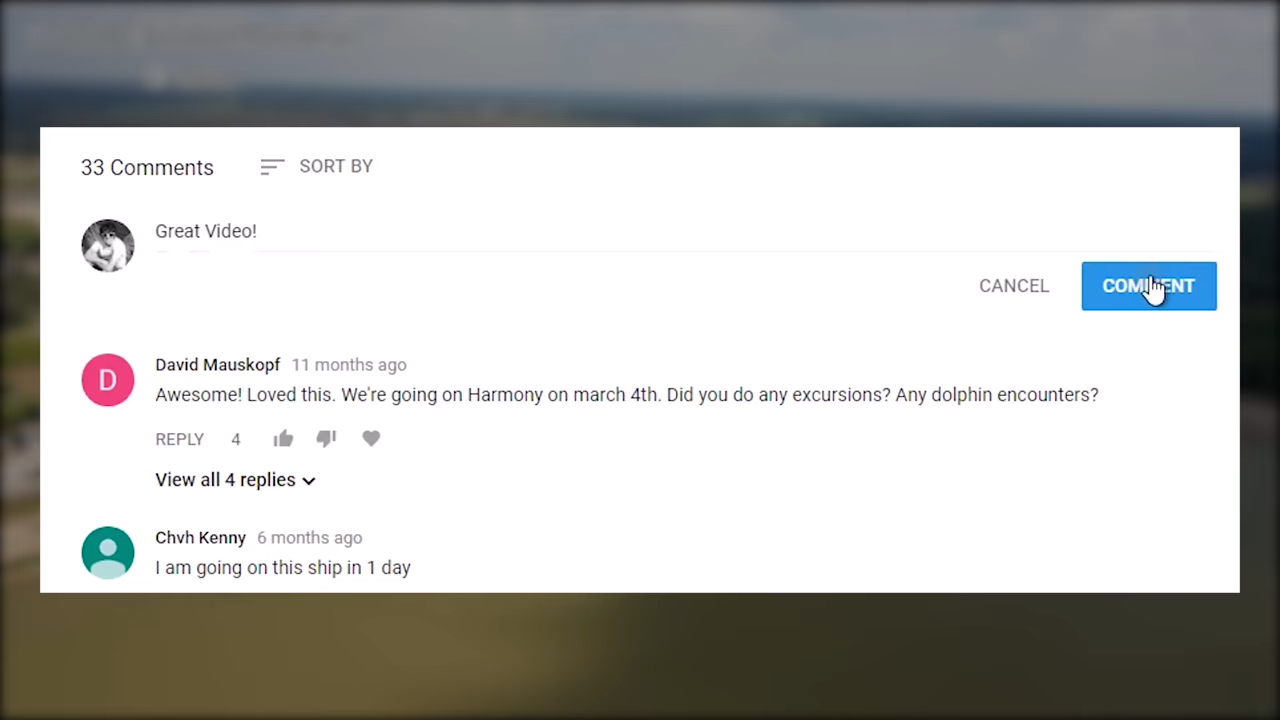 33 Comments
SORT BY
Great Video!
CANCEL
COMMENT
D
David Mauskopf 11 months ago
Awesome! Loved this. We're going on Harmony on march 4th. Did you do any excursions? Any dolphin encounters?
REPLY 4
View all 4 replies
Chvh Kenny 6 months ago
I am going on this ship in 1 day